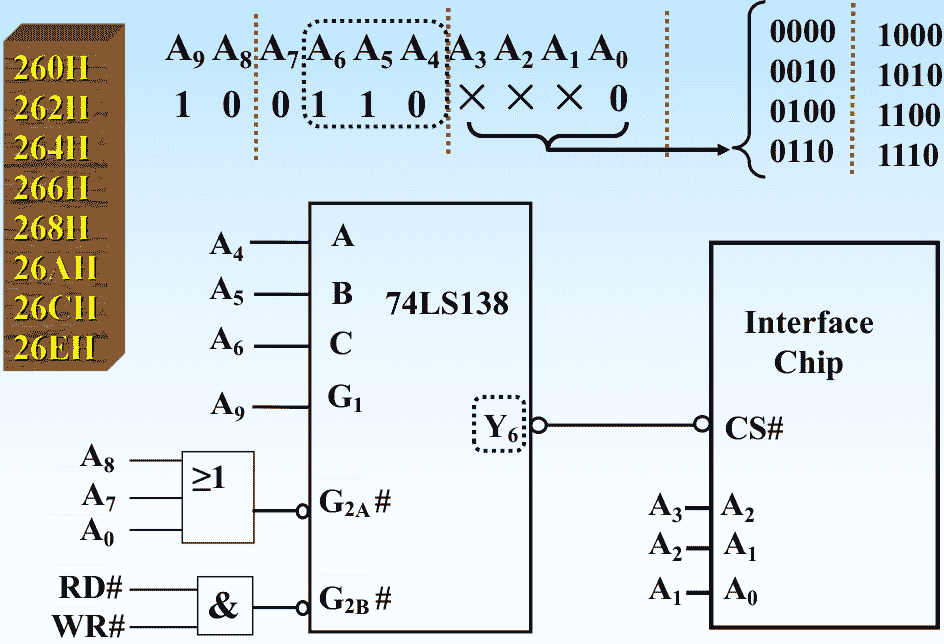 260H
262H
264H
266H
268H
26AH
26CH
26EH
A9 A8 A7 A6 A5 A4 A3 A2 A1 A0
1 0 0 1 1 0 × × × 0
0000 1000
0010 1010
0100 1100
0110 1110
A4 A
A5 B
74LS138
A6 C
A9 G1
Y6
A8
A7
A0
≥1
G2A #
RD#
WR#
&
G2B #
Interface
Chip
CS#
A3 A2
A2 A1
A1 A0